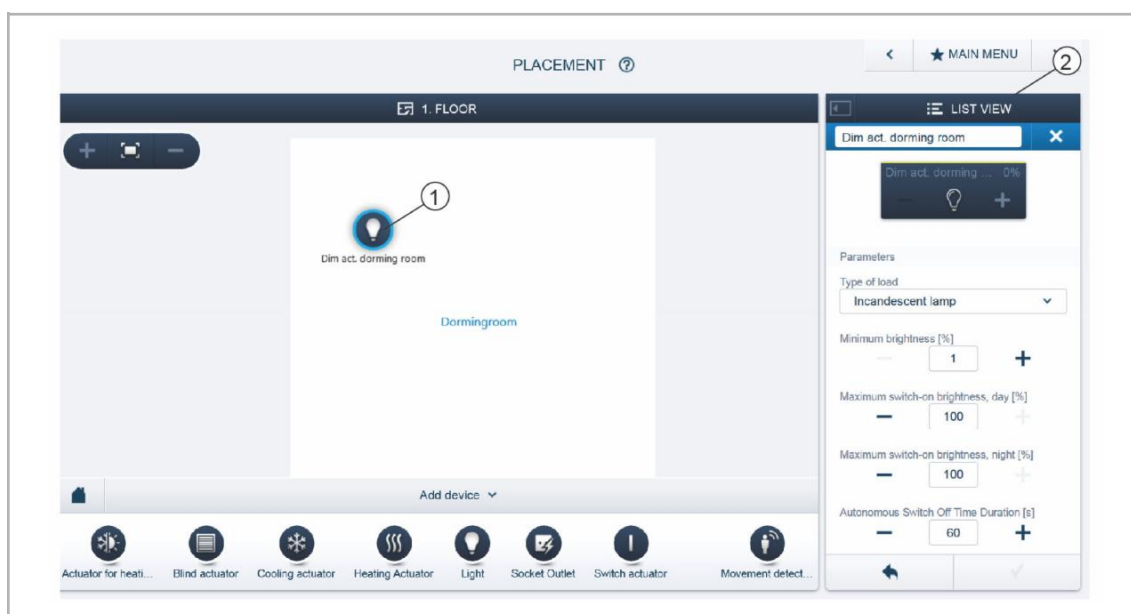 PLACEMENT ?
★ MAIN MENU
2
1. FLOOR
LIST VIEW
Dim act. dorming room
Dim act. dorming ... 0%
1
Dim act. dorming room
Dormingroom
Parameters
Type of load
Incandescent lamp
Minimum brightness [%]
1
Maximum switch-on brightness, day [%]
100
Maximum switch-on brightness, night [%]
100
Autonomous Switch Off Time Duration [s]
60
Add device
Actuator for heati... Blind actuator Cooling actuator Heating Actuator Light Socket Outlet Switch actuator Movement detect...